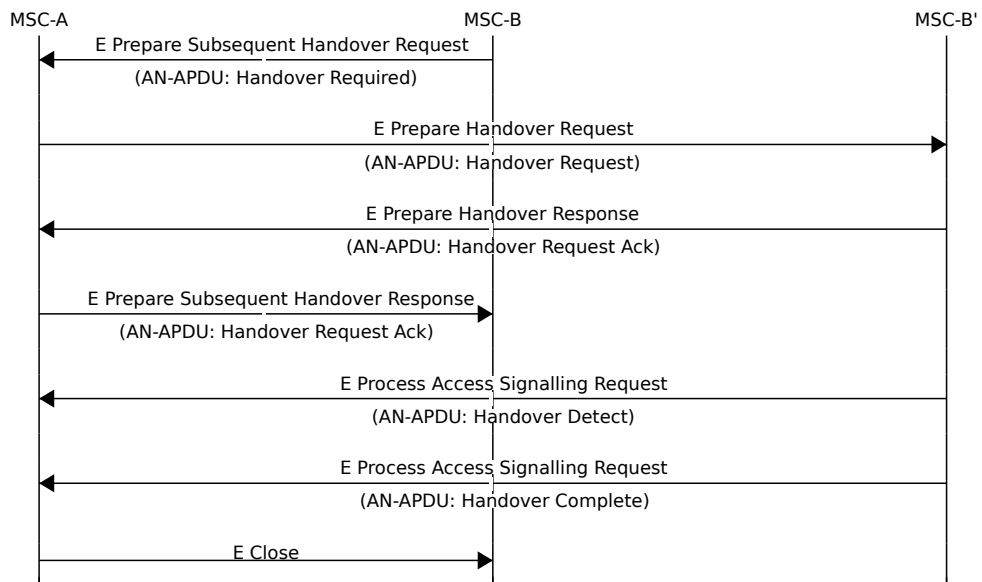 MSC-A MSC-B MSC-B'
E Prepare Subsequent Handover Request
(AN-APDU: Handover Required)
E Prepare Handover Request
(AN-APDU: Handover Request)
E Prepare Handover Response
(AN-APDU: Handover Request Ack)
E Prepare Subsequent Handover Response
(AN-APDU: Handover Request Ack)
E Process Access Signalling Request
(AN-APDU: Handover Detect)
E Process Access Signalling Request
(AN-APDU: Handover Complete)
E Close